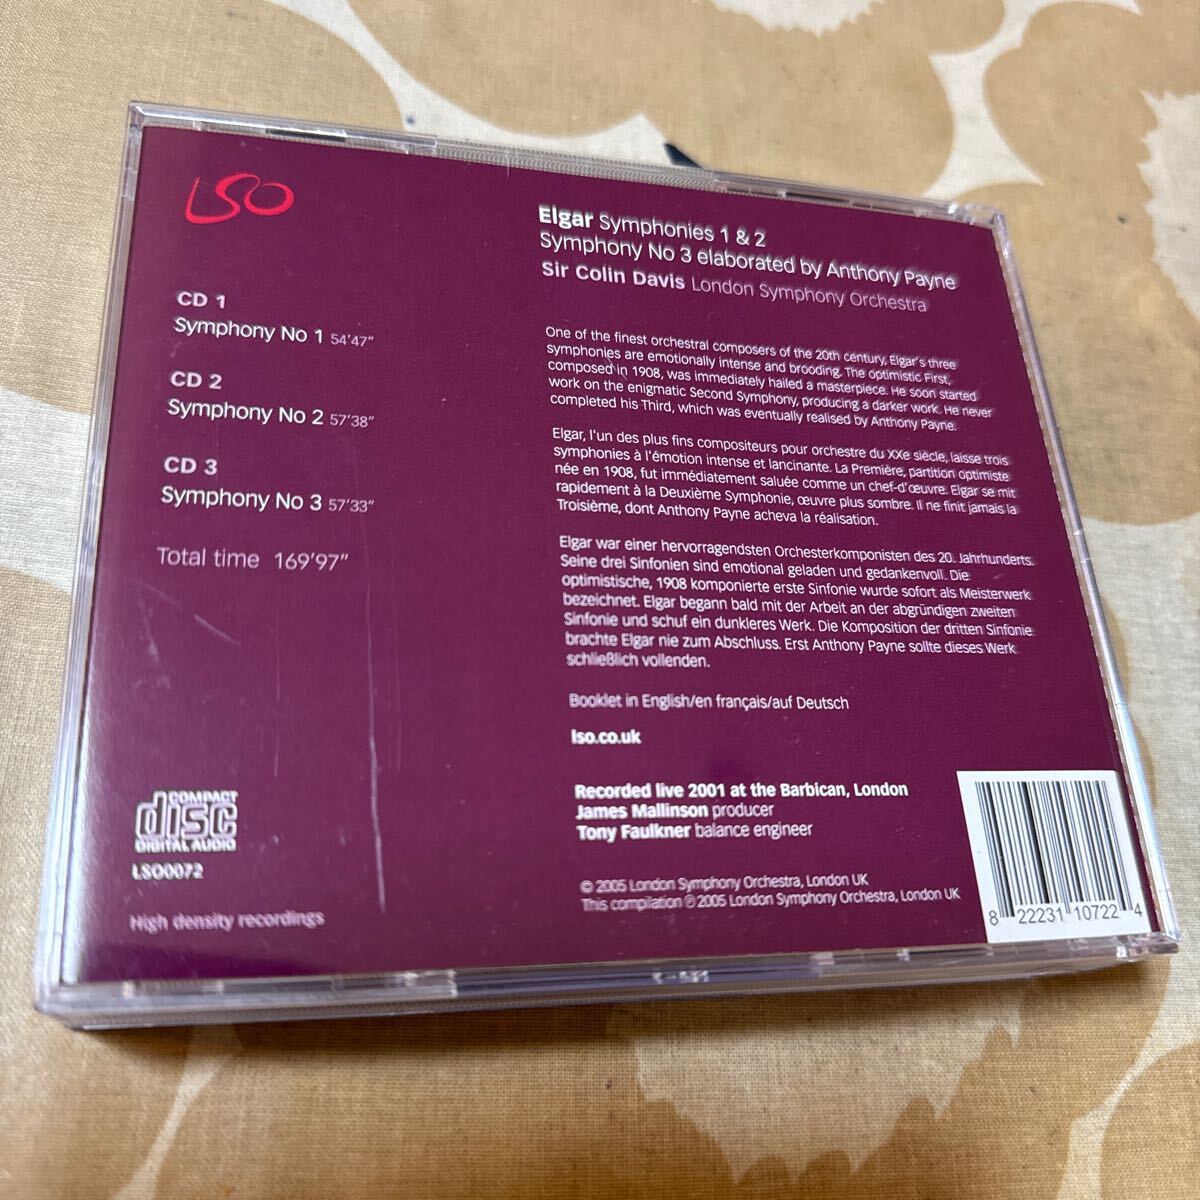 LSO
CD 1
Symphony No 1 54'47"
CD 2
Symphony No 2 57'38"
CD 3
Symphony No 3 57'33"
Total time 169'97"
COMPACT
disc
DIGITAL AUDIO
LSO0072
High density recordings
Elgar Symphonies 1 & 2
Symphony No 3 elaborated by Anthony Payne
Sir Colin Davis London Symphony Orchestra
One of the finest orchestral composers of the 20th century, Elgar's three
symphonies are emotionally intense and brooding. The optimistic First,
composed in 1908, was immediately hailed a masterpiece. He soon started
work on the enigmatic Second Symphony, producing a darker work. He never
completed his Third, which was eventually realised by Anthony Payne.
Elgar, l'un des plus fins compositeurs pour orchestre du XXe siècle, laisse trois
symphonies à l'émotion intense et lancinante. La Première, partition optimiste
née en 1908, fut immédiatement saluée comme un chef-d'œuvre. Elgar se mit
rapidement à la Deuxième Symphonie, œuvre plus sombre. Il ne finit jamais la
Troisième, dont Anthony Payne acheva la réalisation.
Elgar war einer hervorragendsten Orchesterkomponisten des 20. Jahrhunderts.
Seine drei Sinfonien sind emotional geladen und gedankenvoll. Die
optimistische, 1908 komponierte erste Sinfonie wurde sofort als Meisterwerk
bezeichnet. Elgar begann bald mit der Arbeit an der abgründigen zweiten
Sinfonie und schuf ein dunkleres Werk. Die Komposition der dritten Sinfonie
brachte Elgar nie zum Abschluss. Erst Anthony Payne sollte dieses Werk
schließlich vollenden.
Booklet in English/en français/auf Deutsch
lso.co.uk
Recorded live 2001 at the Barbican, London
James Mallinson producer
Tony Faulkner balance engineer
© 2005 London Symphony Orchestra, London UK
This compilation ℗ 2005 London Symphony Orchestra, London UK
8 22231 10722 4